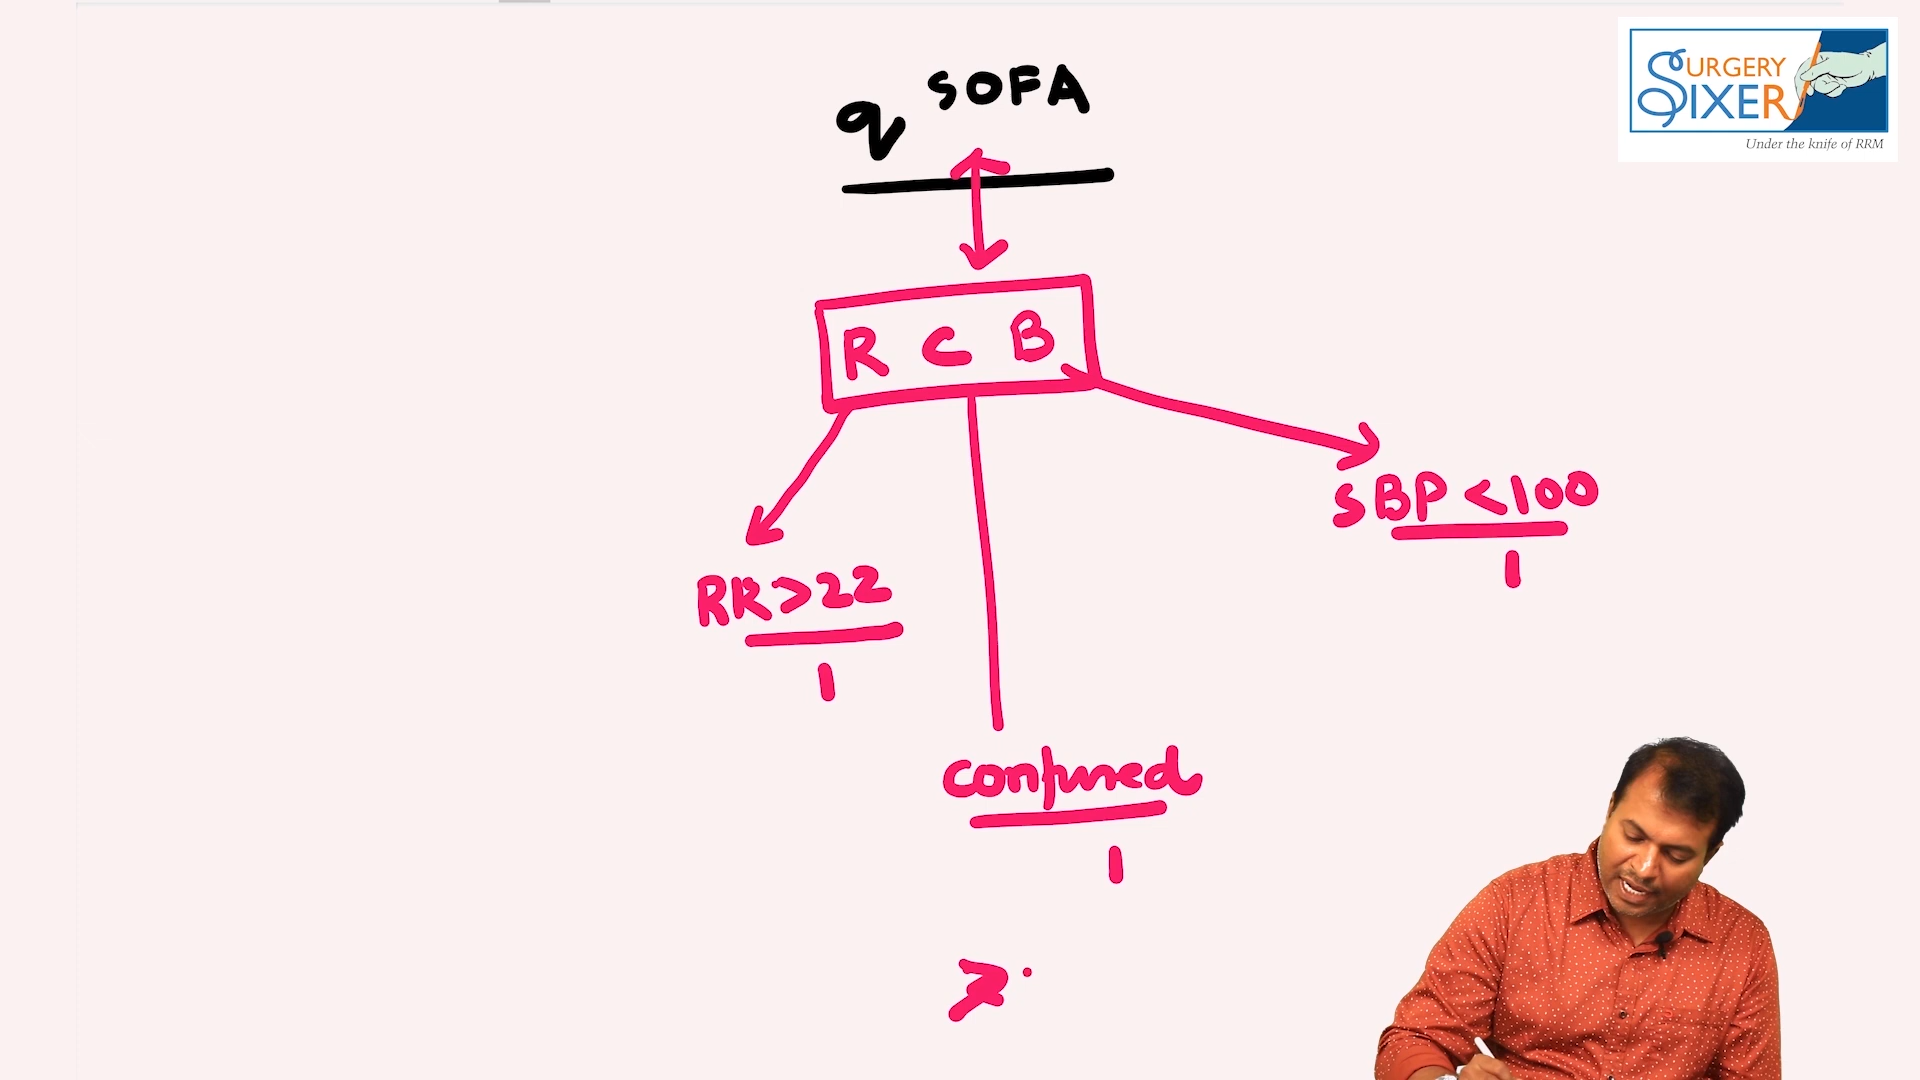 SURGERY
SIXER
Under the knife of RRM
q SOFA
R C B
SBP <100
1
RR>22
1
confused
1
≥